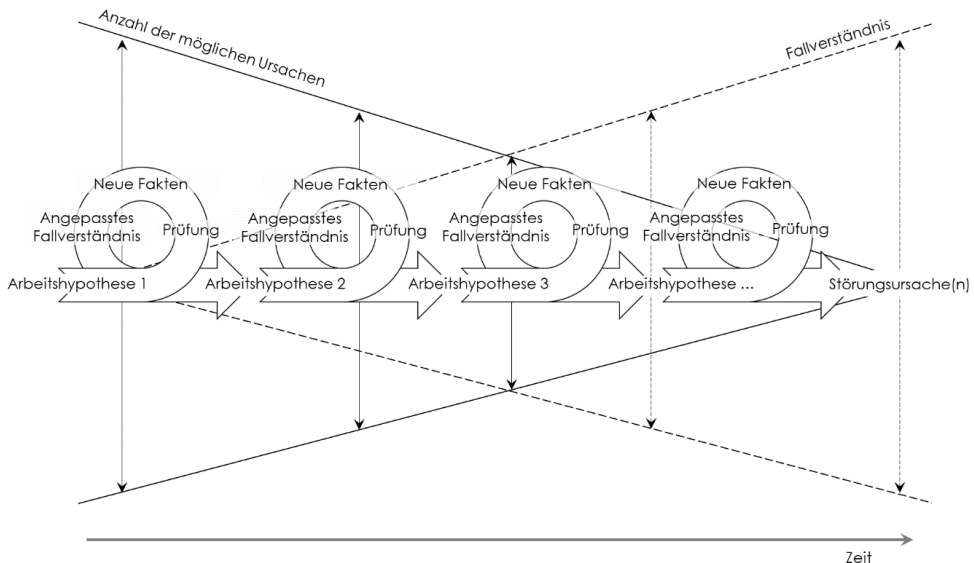 Anzahl der möglichen Ursachen
Fallverständnis
Neue Fakten
Angepasstes
Fallverständnis
Prüfung
Neue Fakten
Angepasstes
Fallverständnis
Prüfung
Neue Fakten
Angepasstes
Fallverständnis
Prüfung
Neue Fakten
Angepasstes
Fallverständnis
Prüfung
Arbeitshypothese 1
Arbeitshypothese 2
Arbeitshypothese 3
Arbeitshypothese ...
Störungsursache(n)
Zeit